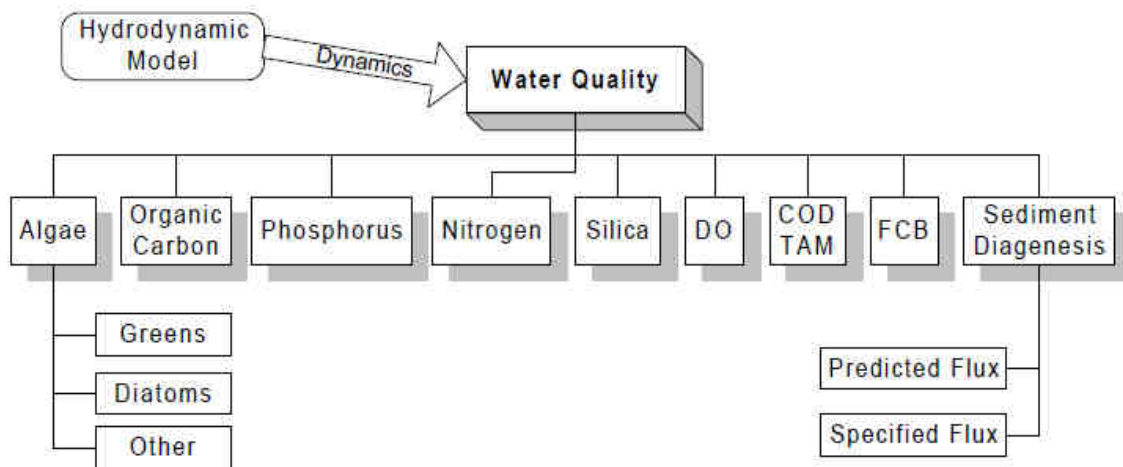 Hydrodynamic
Model
Dynamics
Water Quality
Algae
Organic
Carbon
Phosphorus
Nitrogen
Silica
DO
COD
TAM
FCB
Sediment
Diagenesis
Greens
Diatoms
Other
Predicted Flux
Specified Flux